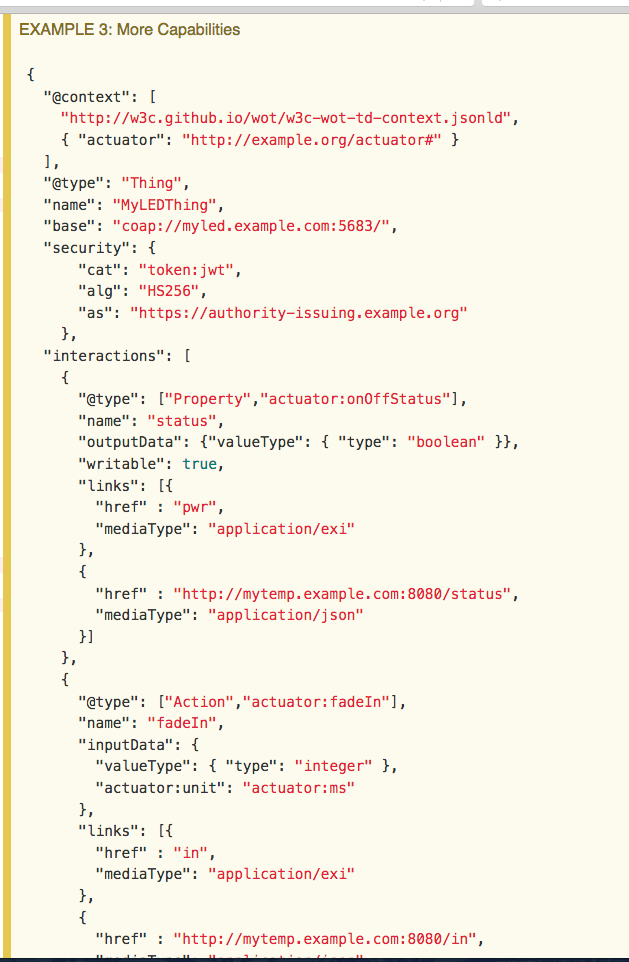 EXAMPLE 3: More Capabilities
{
  "@context": [
    "http://w3c.github.io/wot/w3c-wot-td-context.jsonld",
    { "actuator": "http://example.org/actuator#" }
  ],
  "@type": "Thing",
  "name": "MyLEDThing",
  "base": "coap://myled.example.com:5683/",
  "security": {
      "cat": "token:jwt",
      "alg": "HS256",
      "as": "https://authority-issuing.example.org"
    },
  "interactions": [
    {
      "@type": ["Property","actuator:onOffStatus"],
      "name": "status",
      "outputData": {"valueType": { "type": "boolean" }},
      "writable": true,
      "links": [{
        "href" : "pwr",
        "mediaType": "application/exi"
      },
      {
        "href" : "http://mytemp.example.com:8080/status",
        "mediaType": "application/json"
      }]
    },
    {
      "@type": ["Action","actuator:fadeIn"],
      "name": "fadeIn",
      "inputData": {
        "valueType": { "type": "integer" },
        "actuator:unit": "actuator:ms"
      },
      "links": [{
        "href" : "in",
        "mediaType": "application/exi"
      },
      {
        "href" : "http://mytemp.example.com:8080/in",